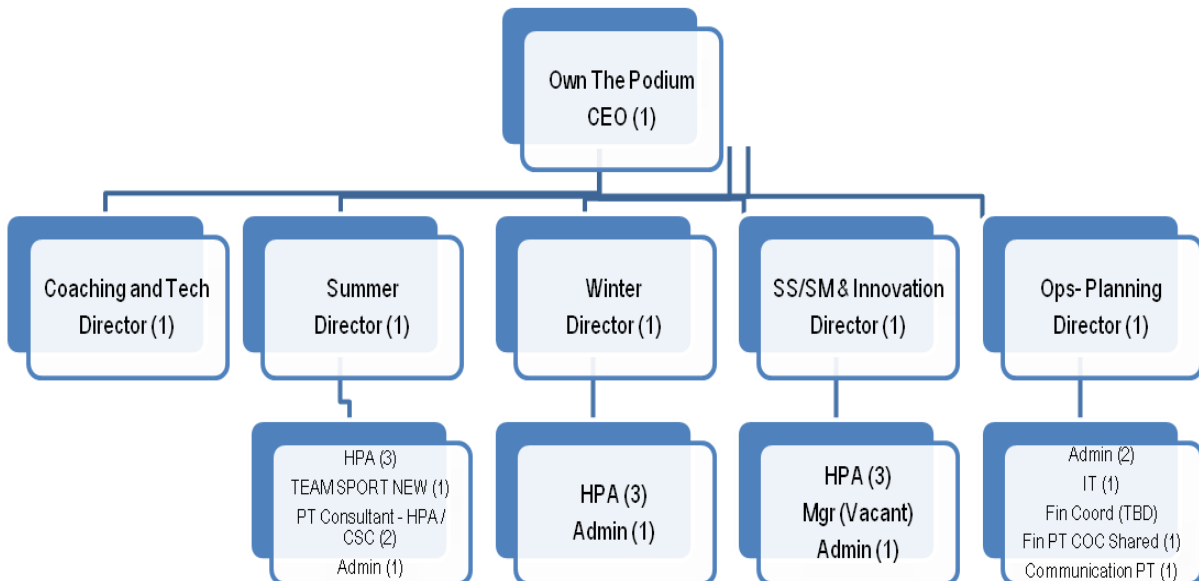 Own The Podium
CEO (1)
Coaching and Tech
Director (1)
Summer
Director (1)
Winter
Director (1)
SS/SM & Innovation
Director (1)
Ops- Planning
Director (1)
HPA (3)
TEAM SPORT NEW (1)
PT Consultant - HPA /
CSC (2)
Admin (1)
HPA (3)
Admin (1)
HPA (3)
Mgr (Vacant)
Admin (1)
Admin (2)
IT (1)
Fin Coord (TBD)
Fin PT COC Shared (1)
Communication PT (1)